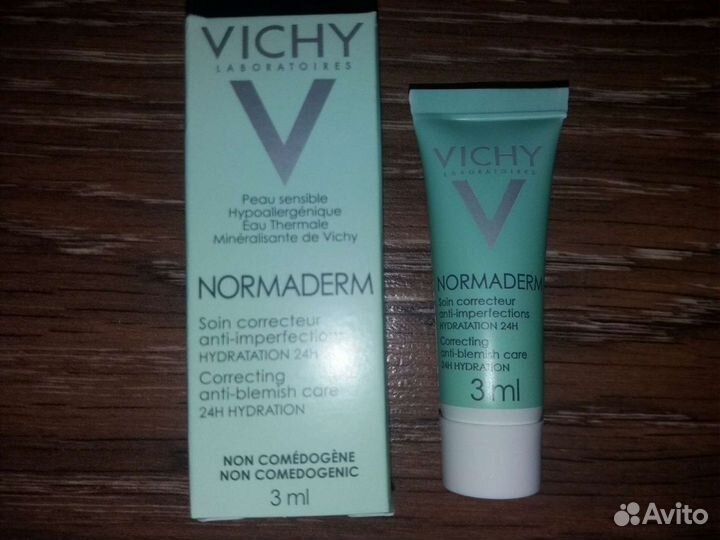 VICHY
LABORATOIRES
V
Peau sensible
Hypoallergénique
Eau Thermale
Minéralisante de Vichy
NORMADERM
Soin correcteur
anti-imperfections
HYDRATATION 24H
Correcting
anti-blemish care
24H HYDRATION
NON COMÉDOGÈNE
NON COMEDOGENIC
3 ml
VICHY
LABORATOIRES
V
NORMADERM
Soin correcteur
anti-imperfections
HYDRATATION 24H
Correcting
anti-blemish care
24H HYDRATION
3 ml
Avito